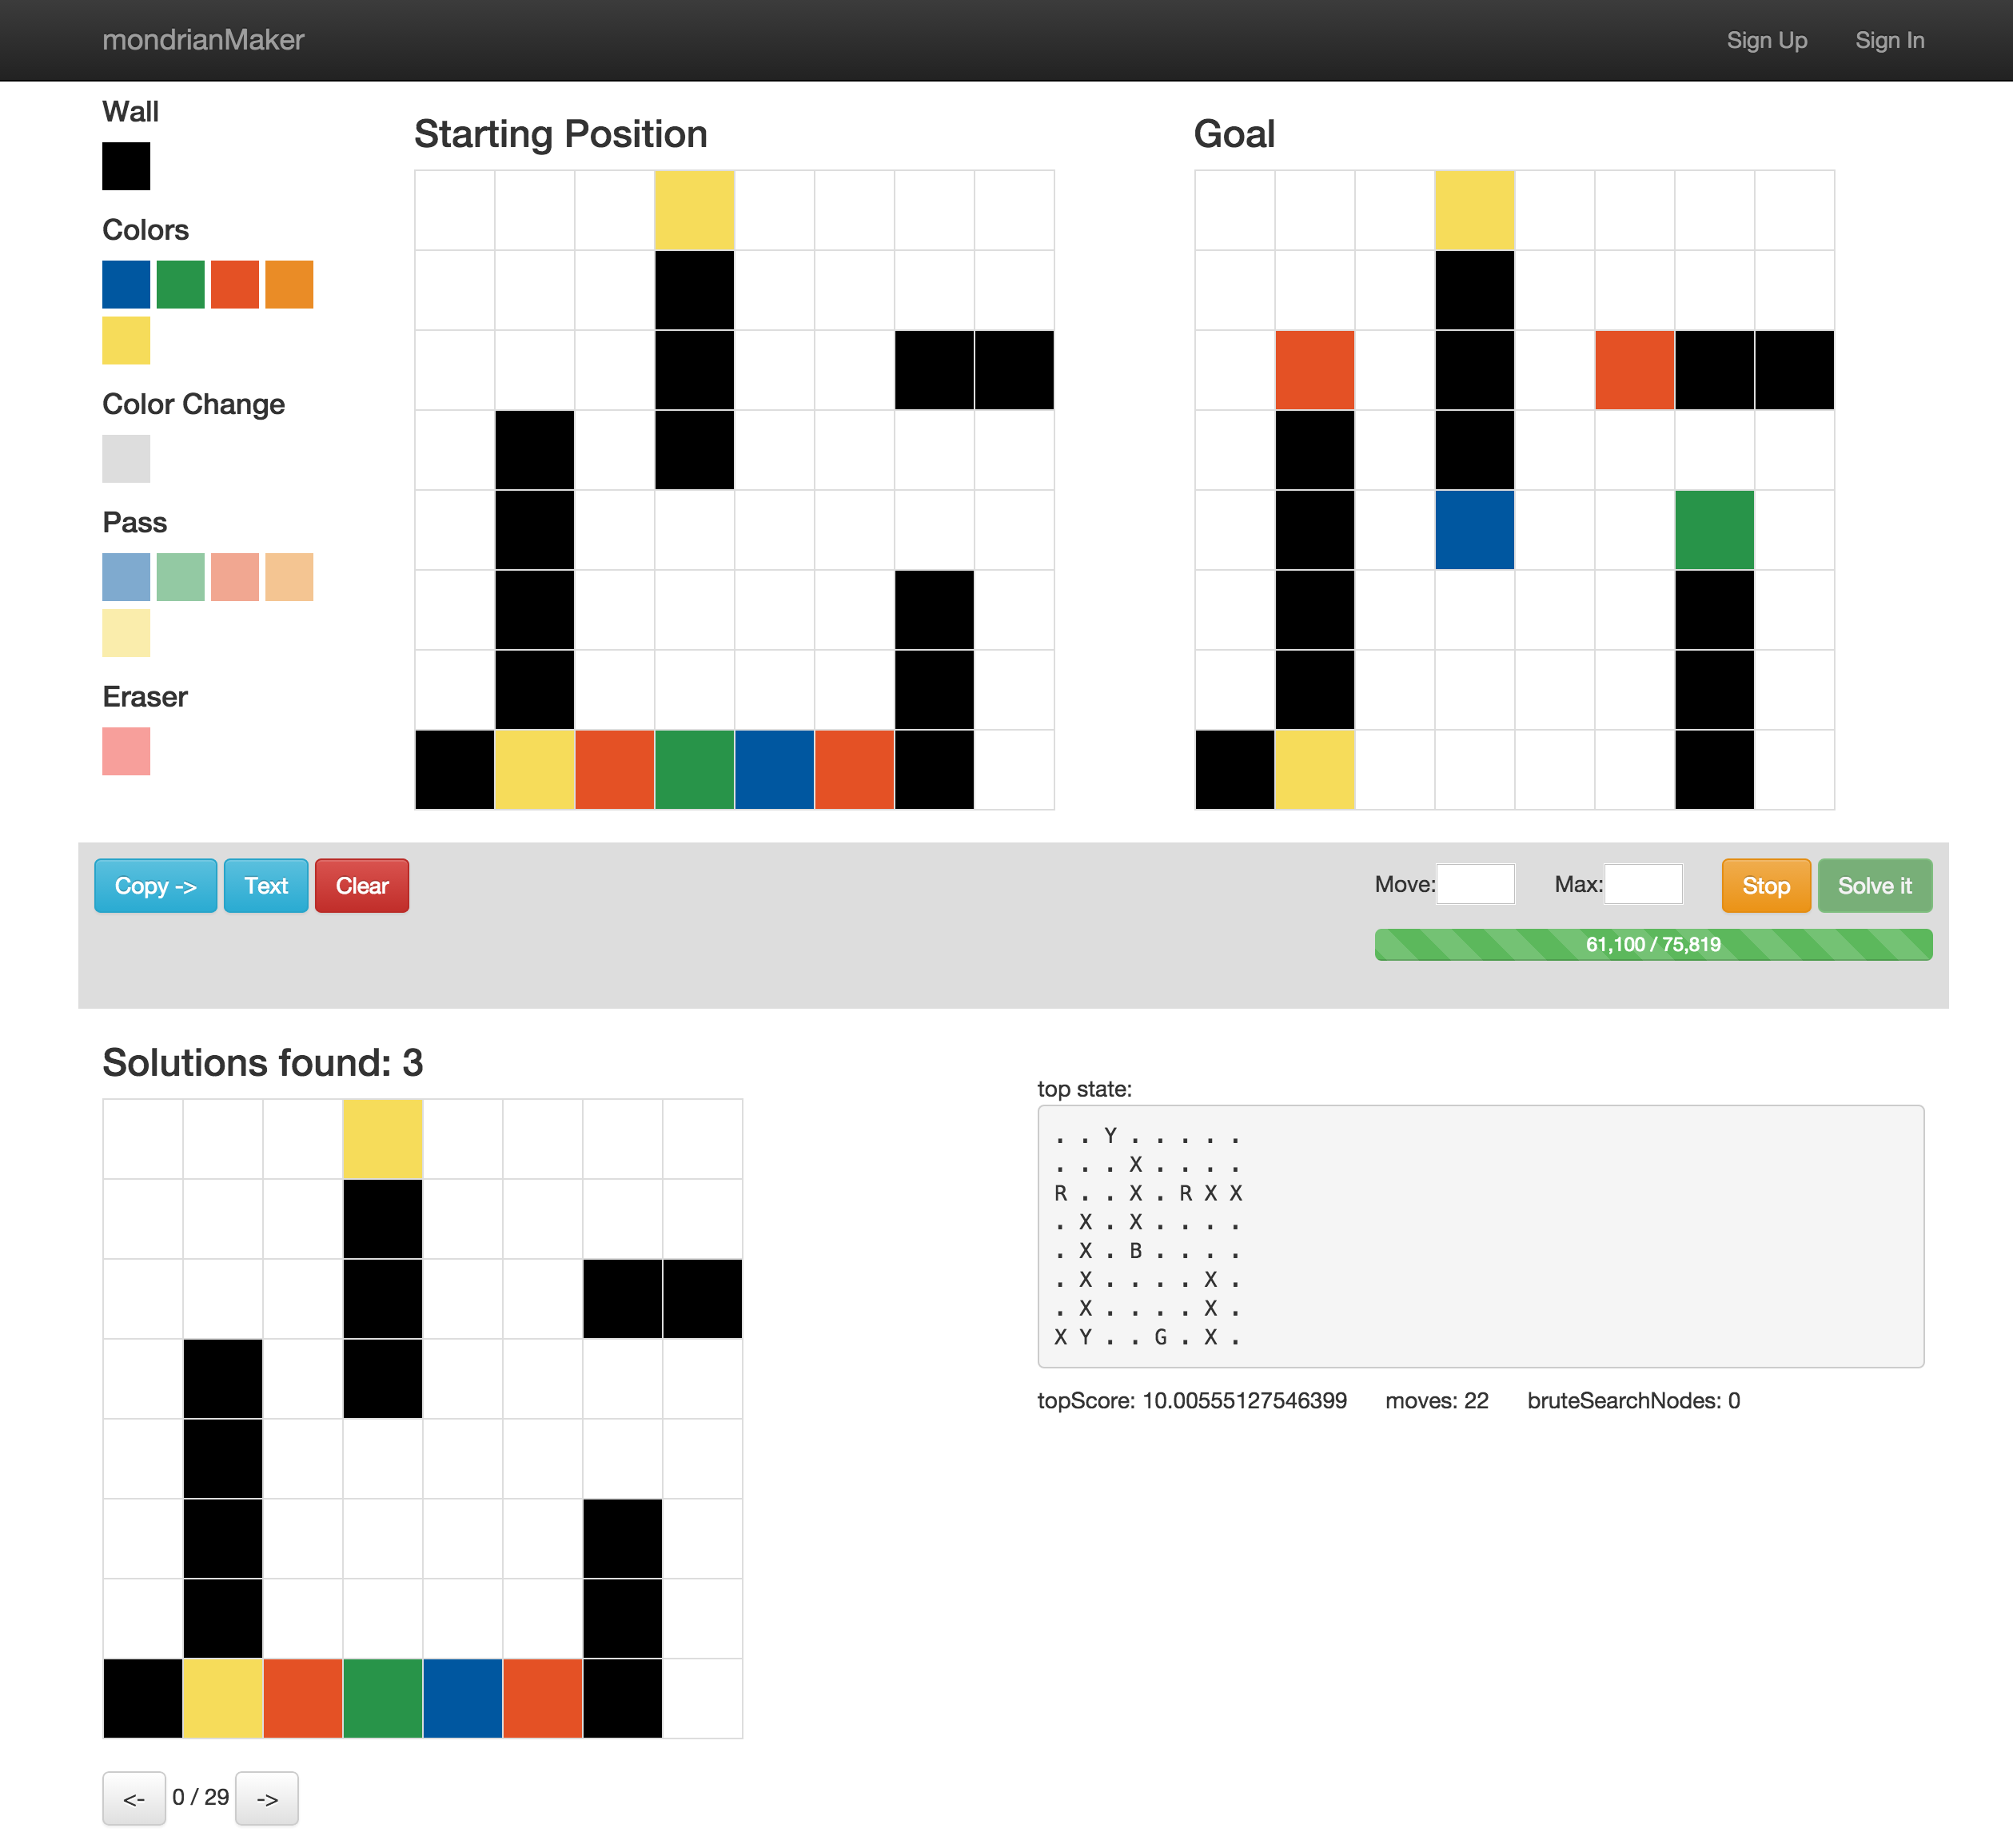 mondrianMaker Sign Up Sign In
Wall
Starting Position
Goal
Colors
Color Change
Pass
Eraser
Copy -> Text Clear
Move: Max: Stop Solve it
61,100 / 75,819
Solutions found: 3
top state:
. . Y . . . . .
. . . X . . . .
R . . X . R X X
. X . X . . . .
. X . B . . . .
. X . . . . X .
. X . . . . X .
X Y . . G . X .
topScore: 10.00555127546399 moves: 22 bruteSearchNodes: 0
<- 0 / 29 ->